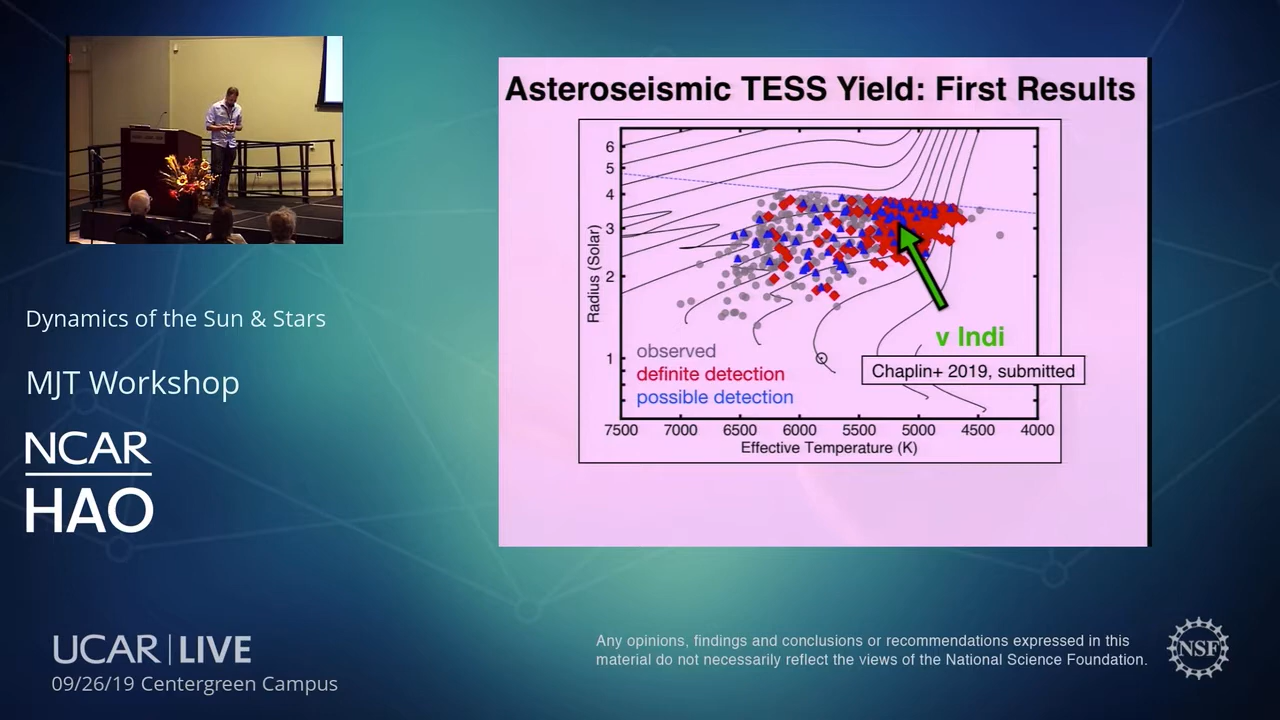 Asteroseismic TESS Yield: First Results
6
5
4
3
2
1
Radius (Solar)
v Indi
Chaplin+ 2019, submitted
observed
definite detection
possible detection
7500 7000 6500 6000 5500 5000 4500 4000
Effective Temperature (K)
Dynamics of the Sun & Stars
MJT Workshop
NCAR
HAO
UCAR | LIVE
09/26/19 Centergreen Campus
Any opinions, findings and conclusions or recommendations expressed in this
material do not necessarily reflect the views of the National Science Foundation.
NSF